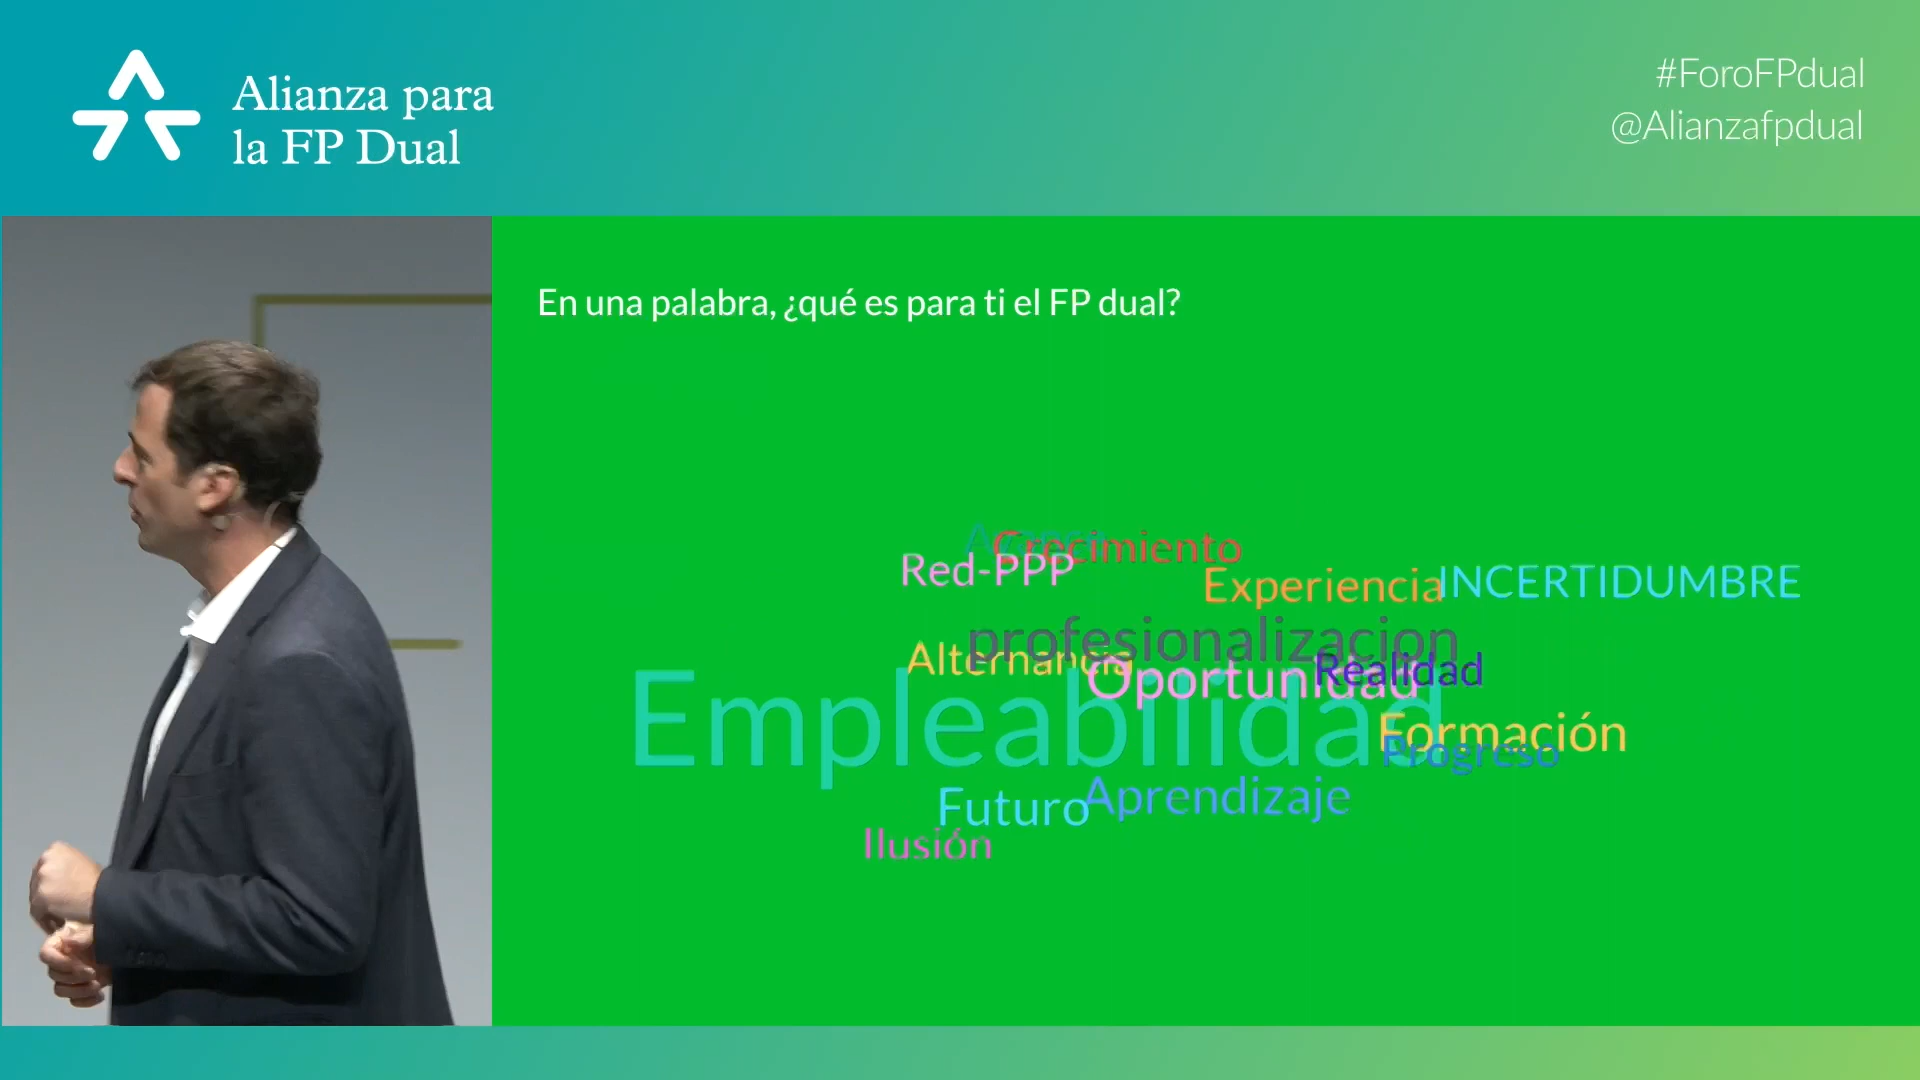 Alianza para
la FP Dual
#ForoFPdual
@Alianzafpdual
En una palabra, ¿qué es para ti el FP dual?
Crecimiento
Red-PPP
Experiencia
INCERTIDUMBRE
profesionalizacion
Alternancia
Realidad
Oportunidad
Empleabilidad
Formación
Progreso
Aprendizaje
Futuro
Ilusión